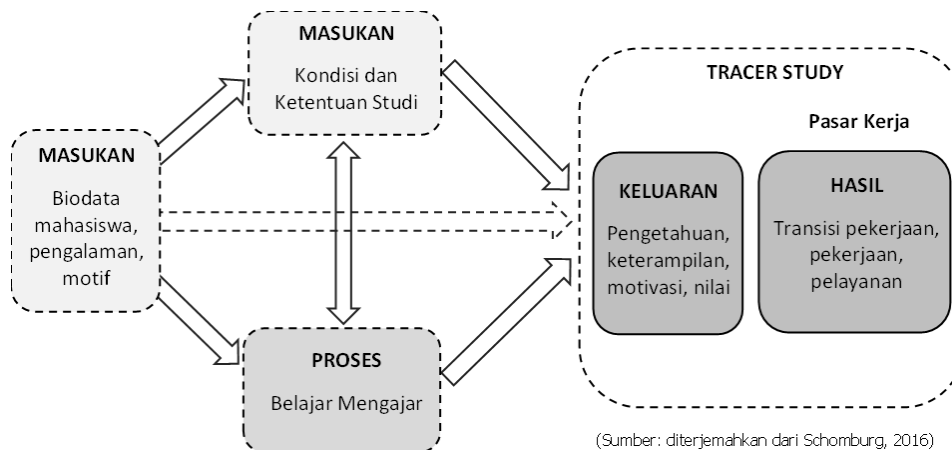 MASUKAN
Biodata
mahasiswa,
pengalaman,
motif
MASUKAN
Kondisi dan
Ketentuan Studi
PROSES
Belajar Mengajar
TRACER STUDY
Pasar Kerja
KELUARAN
Pengetahuan,
keterampilan,
motivasi, nilai
HASIL
Transisi pekerjaan,
pekerjaan,
pelayanan
(Sumber: diterjemahkan dari Schomburg, 2016)